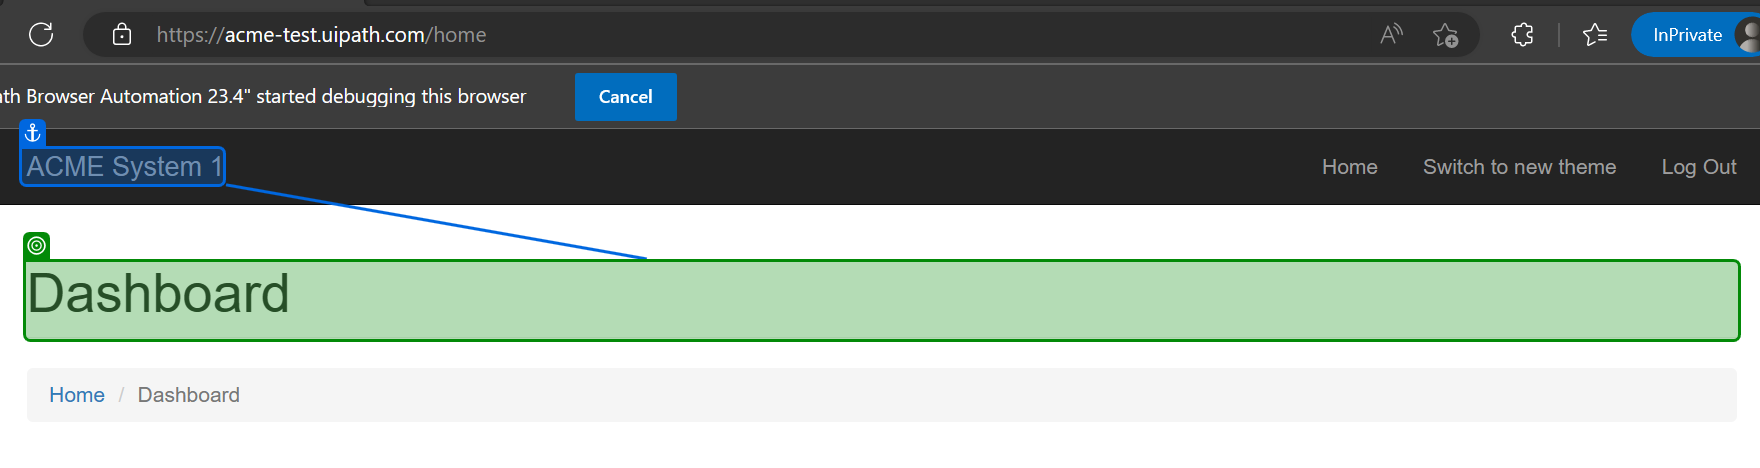 https://acme-test.uipath.com/home
InPrivate
ath Browser Automation 23.4" started debugging this browser
Cancel
ACME System 1
Home
Switch to new theme
Log Out
Dashboard
Home / Dashboard